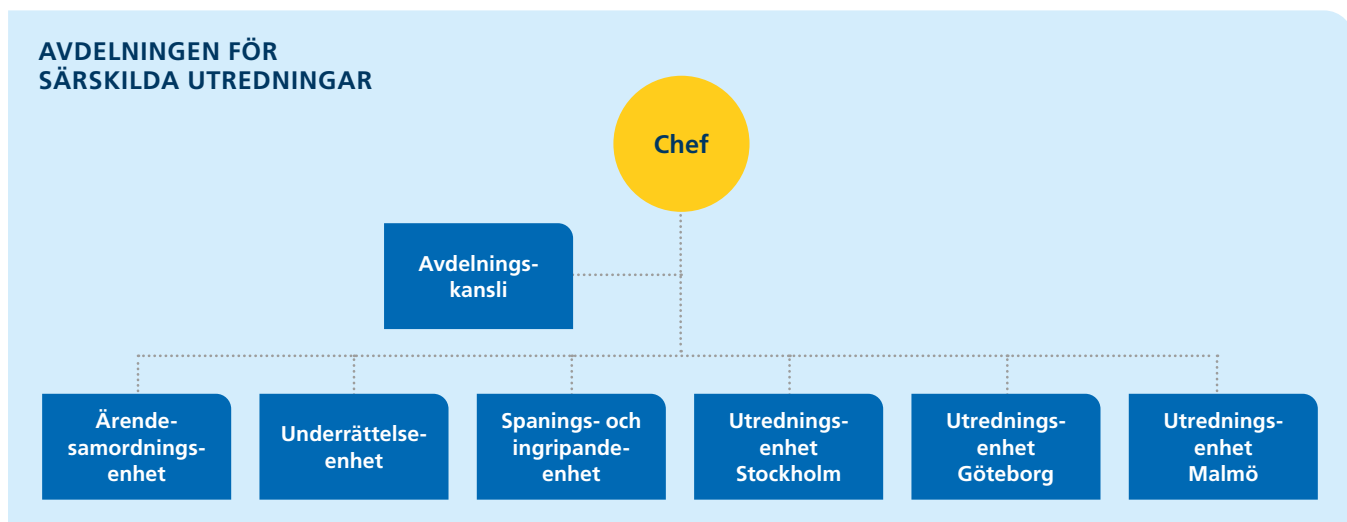 AVDELNINGEN FÖR
SÄRSKILDA UTREDNINGAR
Chef
Avdelnings-
kansli
Ärende-
samordnings-
enhet
Underrättelse-
enhet
Spanings- och
ingripande-
enhet
Utrednings-
enhet
Stockholm
Utrednings-
enhet
Göteborg
Utrednings-
enhet
Malmö